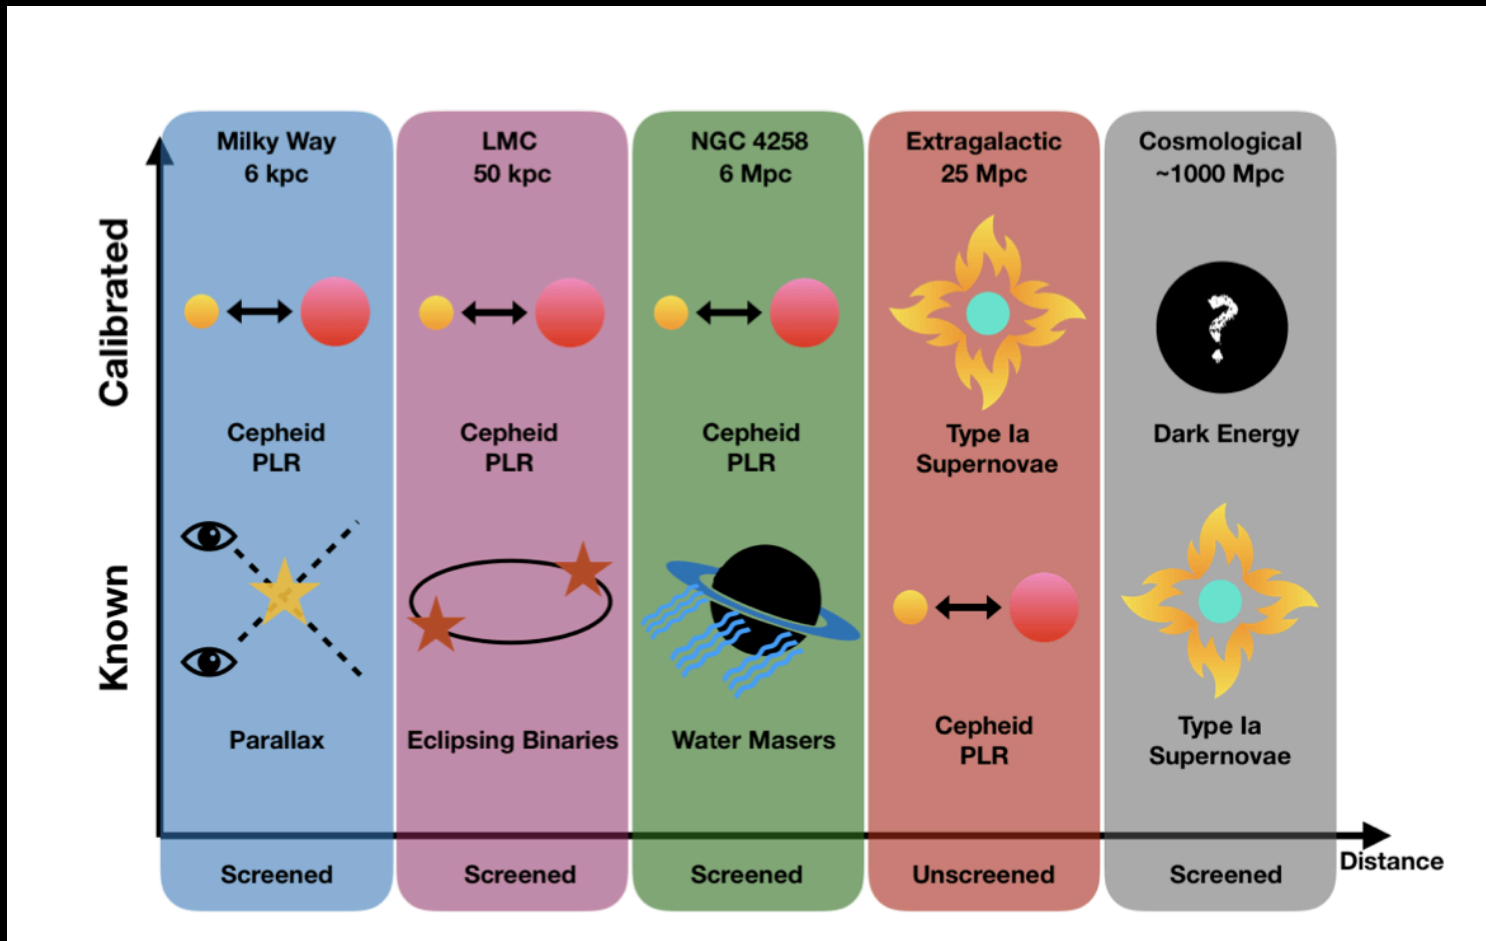 Calibrated
Known
Milky Way
6 kpc
Cepheid
PLR
Parallax
Screened
LMC
50 kpc
Cepheid
PLR
Eclipsing Binaries
Screened
NGC 4258
6 Mpc
Cepheid
PLR
Water Masers
Screened
Extragalactic
25 Mpc
Type Ia
Supernovae
Cepheid
PLR
Unscreened
Cosmological
~1000 Mpc
?
Dark Energy
Type Ia
Supernovae
Screened
Distance